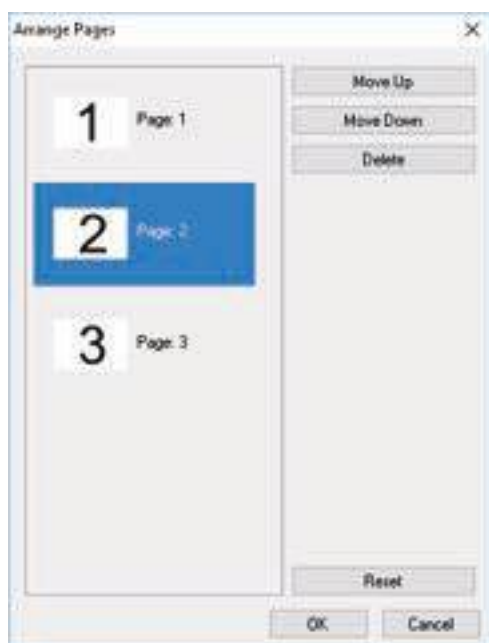 Arrange Pages
1 Page: 1
2 Page: 2
3 Page: 3
Move Up
Move Down
Delete
Reset
OK Cancel